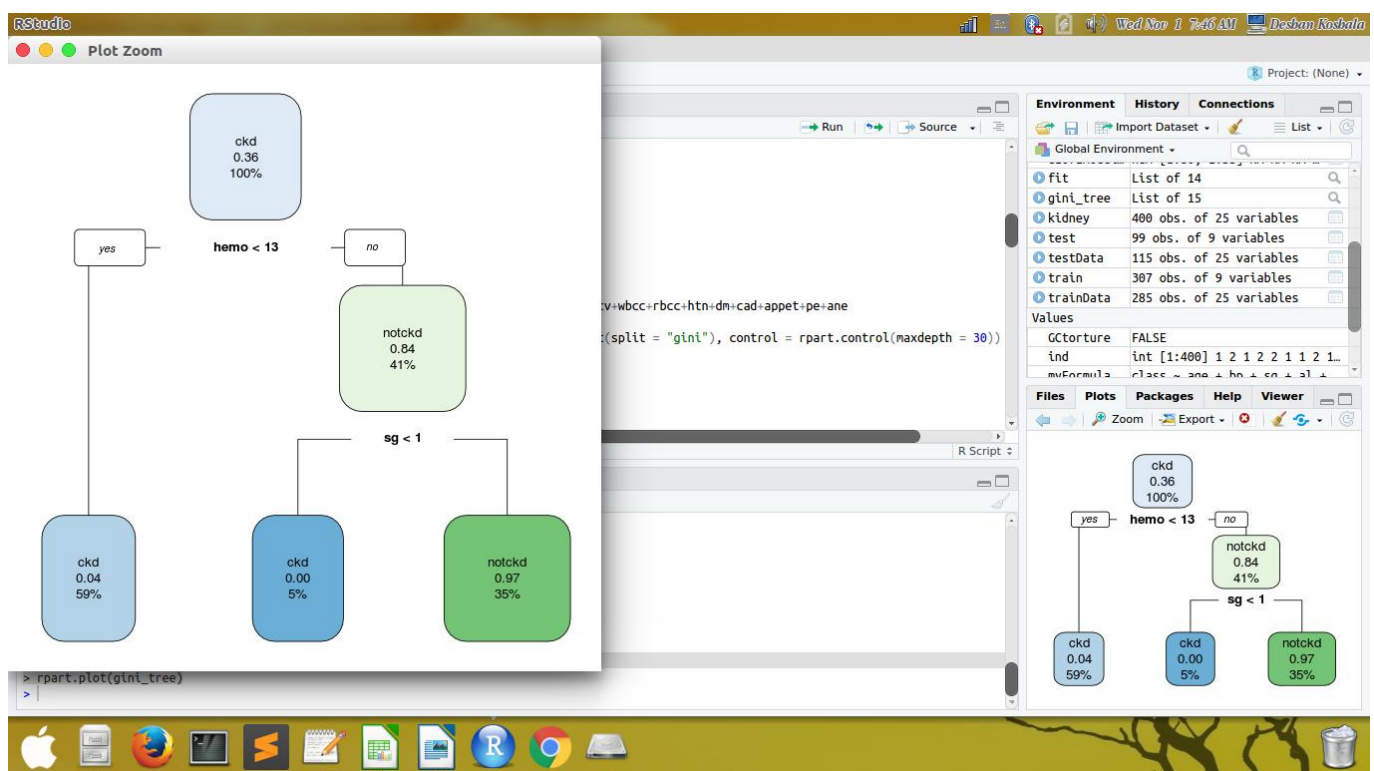 RStudio
Wed Nov 1 7:46 AM Desban Kosbala
Plot Zoom
ckd
0.36
100%
yes
hemo < 13
no
notckd
0.84
41%
sg < 1
ckd
0.04
59%
ckd
0.00
5%
notckd
0.97
35%
Project: (None)
Run Source
v+wbcc+rbcc+htn+dm+cad+appet+pe+ane
(split = "gini"), control = rpart.control(maxdepth = 30))
R Script
> rpart.plot(gini_tree)
>
Environment History Connections
Import Dataset List
Global Environment
fit List of 14
gini_tree List of 15
kidney 400 obs. of 25 variables
test 99 obs. of 9 variables
testData 115 obs. of 25 variables
train 307 obs. of 9 variables
trainData 285 obs. of 25 variables
Values
GCtorture FALSE
ind int [1:400] 1 2 1 2 2 1 1 2 1…
myFormula class ~ age + bp + sg + al +
Files Plots Packages Help Viewer
Zoom Export
ckd
0.36
100%
yes
hemo < 13
no
notckd
0.84
41%
sg < 1
ckd
0.04
59%
ckd
0.00
5%
notckd
0.97
35%
R